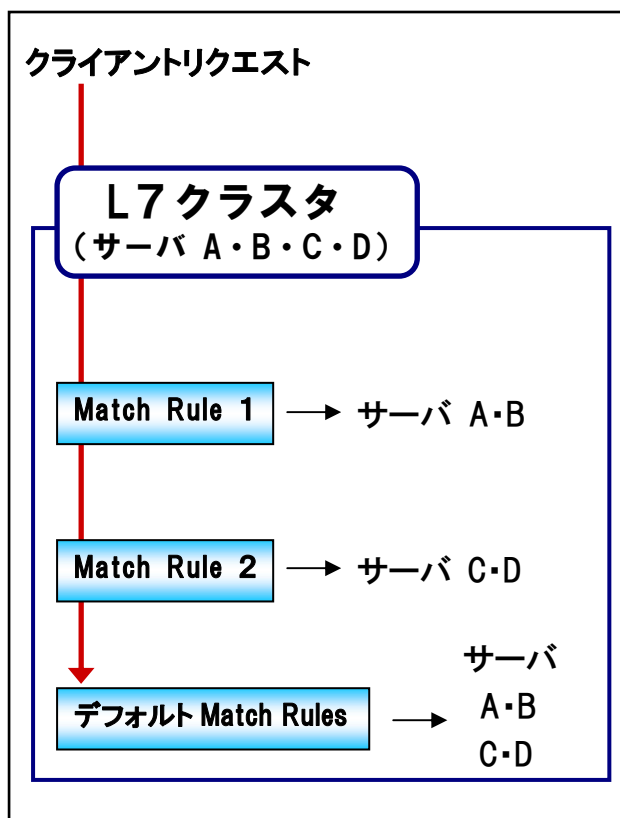 クライアントリクエスト
L7クラスタ
(サーバ A・B・C・D)
Match Rule 1 → サーバ A・B
Match Rule 2 → サーバ C・D
デフォルト Match Rules →
サーバ
A・B
C・D